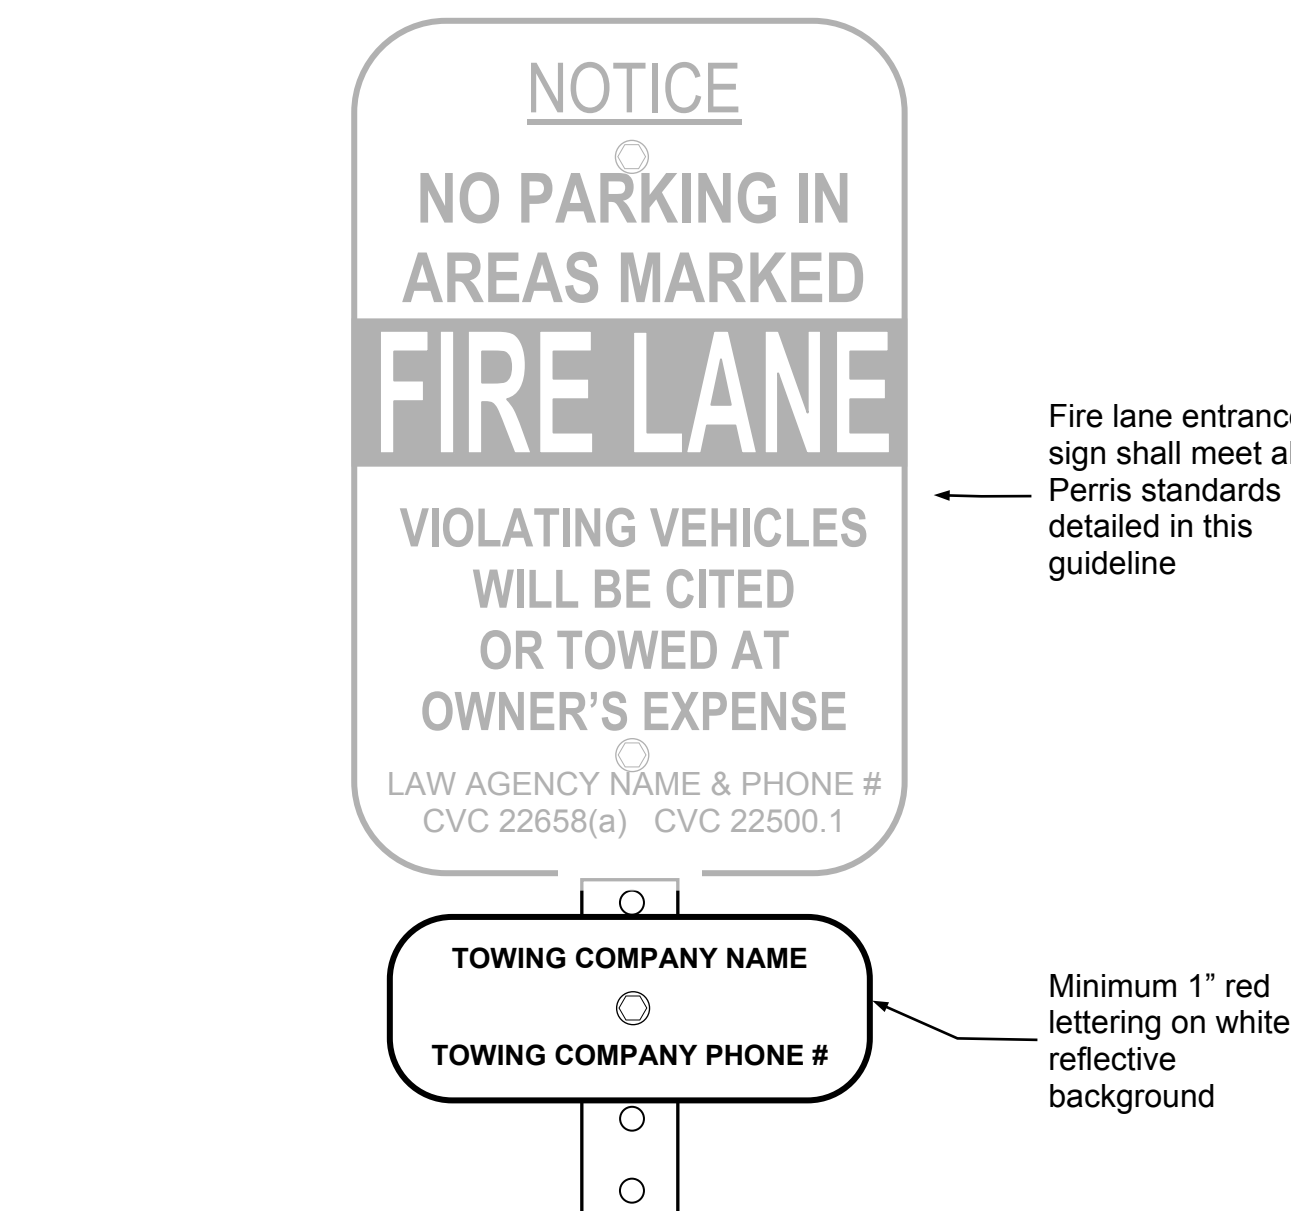 NOTICE
NO PARKING IN
AREAS MARKED
FIRE LANE
VIOLATING VEHICLES
WILL BE CITED
OR TOWED AT
OWNER’S EXPENSE
LAW AGENCY NAME & PHONE #
CVC 22658(a) CVC 22500.1
TOWING COMPANY NAME
TOWING COMPANY PHONE #
Fire lane entrance
sign shall meet al
Perris standards
detailed in this
guideline
Minimum 1” red
lettering on white
reflective
background